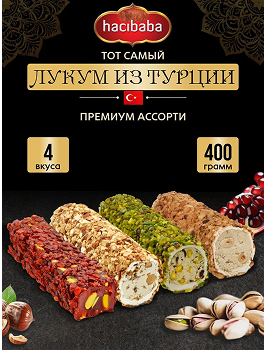 hacıbaba
ТОТ САМЫЙ
ЛУКУМ ИЗ ТУРЦИИ
ПРЕМИУМ АССОРТИ
4
вкуса
400
грамм